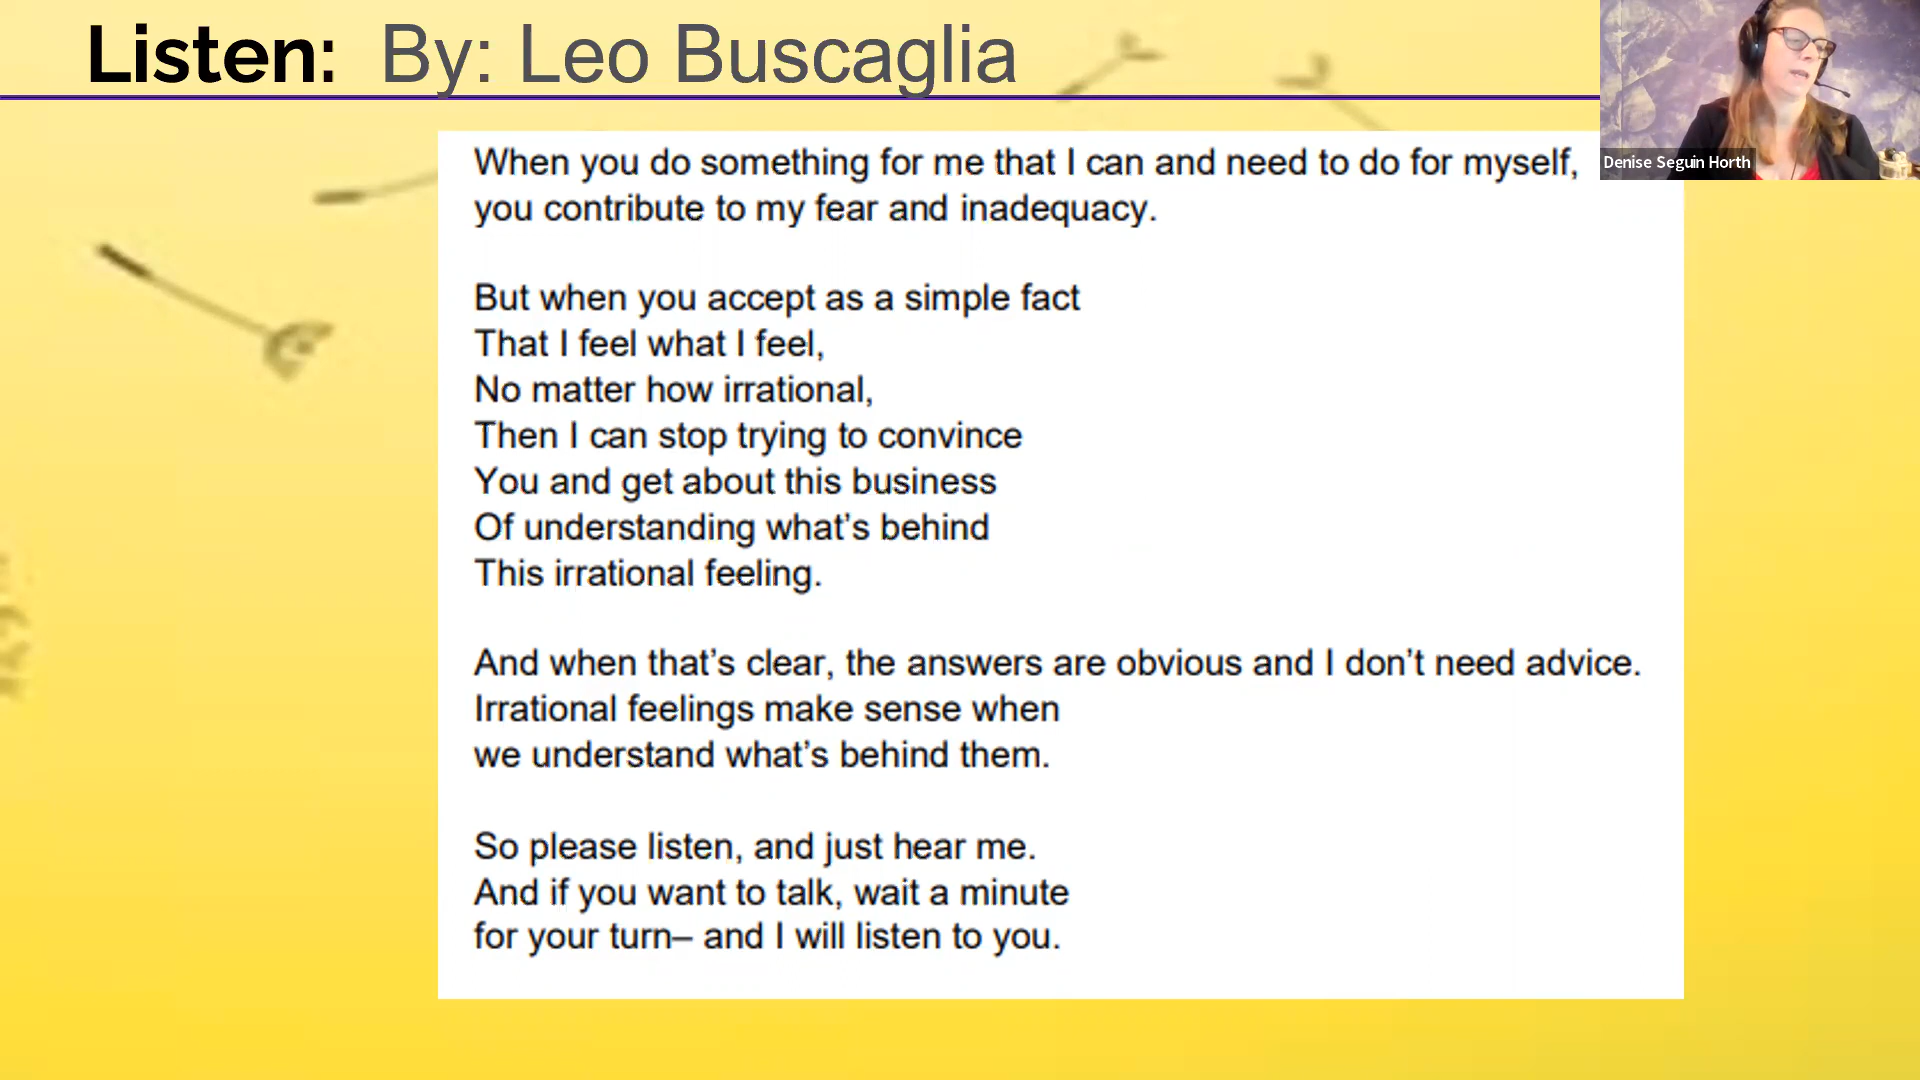 Listen: By: Leo Buscaglia
Denise Seguin Horth
When you do something for me that I can and need to do for myself,
you contribute to my fear and inadequacy.
But when you accept as a simple fact
That I feel what I feel,
No matter how irrational,
Then I can stop trying to convince
You and get about this business
Of understanding what’s behind
This irrational feeling.
And when that’s clear, the answers are obvious and I don’t need advice.
Irrational feelings make sense when
we understand what’s behind them.
So please listen, and just hear me.
And if you want to talk, wait a minute
for your turn– and I will listen to you.